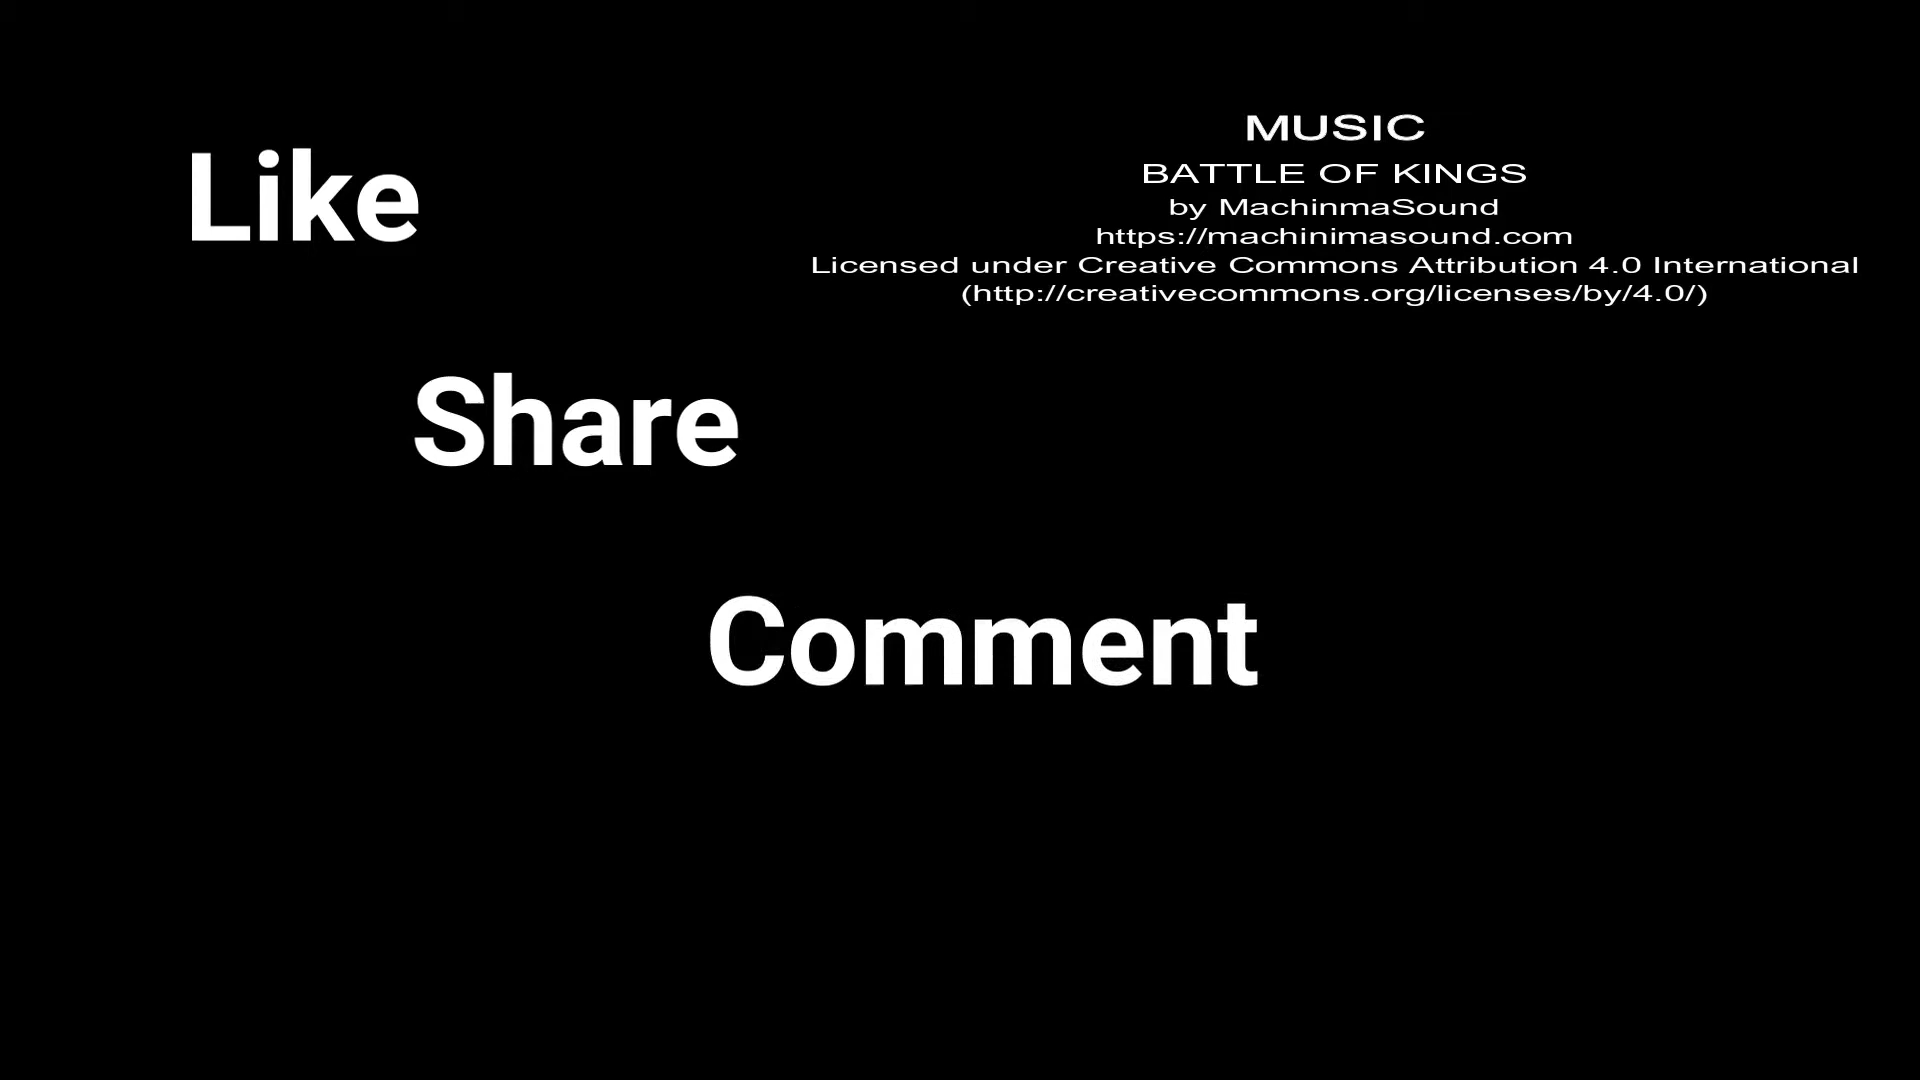 Like
MUSIC
BATTLE OF KINGS
by MachinmaSound
https://machinimasound.com
Licensed under Creative Commons Attribution 4.0 International
(http://creativecommons.org/licenses/by/4.0/)
Share
Comment